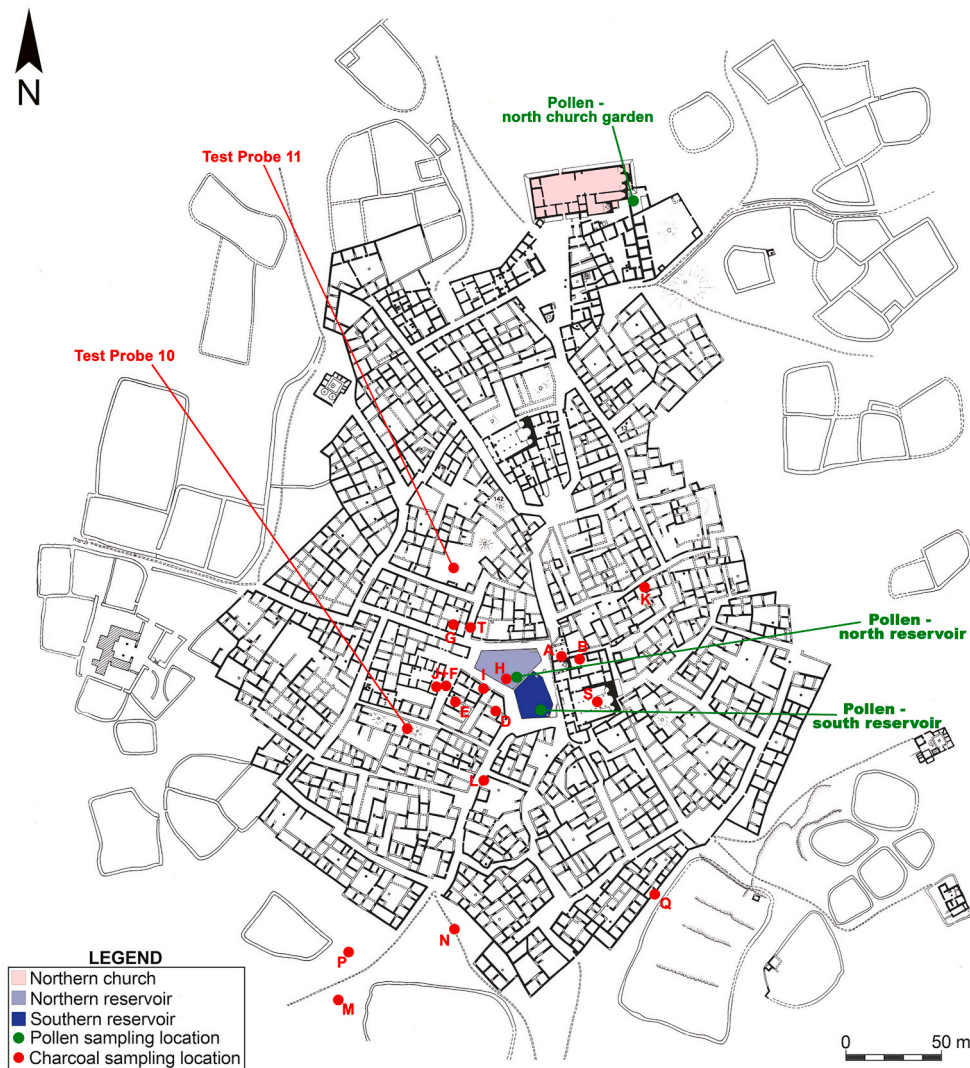 N
Pollen -
north church garden
Test Probe 11
Test Probe 10
142
K
G
T
A
B
Pollen -
north reservoir
H
J+F
I
S
E
D
Pollen -
south reservoir
L
Q
N
P
M
LEGEND
Northern church
Northern reservoir
Southern reservoir
Pollen sampling location
Charcoal sampling location
0 50 m